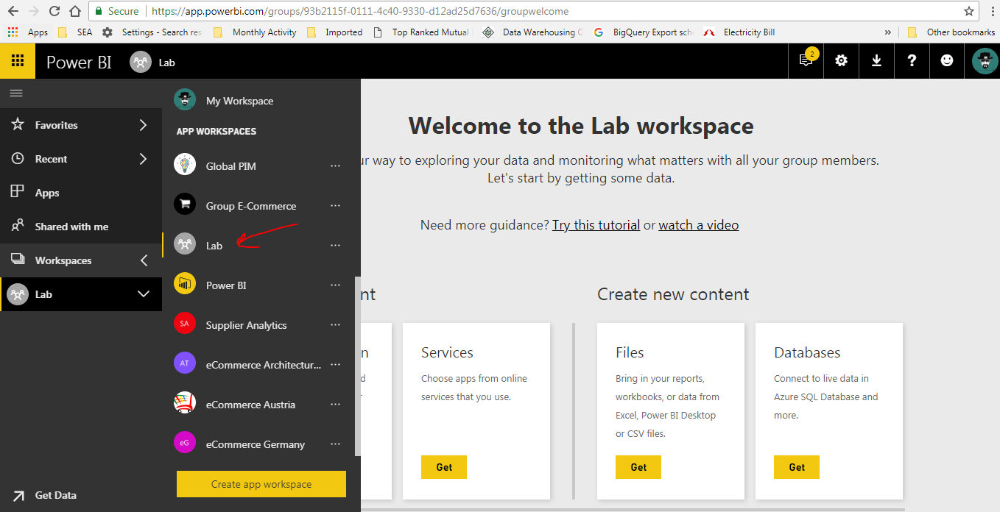 Secure https://app.powerbi.com/groups/93b2115f-0111-4c40-9330-d12ad25d7636/groupwelcome
Apps SEA Settings - Search res Monthly Activity Imported Top Ranked Mutual Data Warehousing C BigQuery Export sch Electricity Bill » Other bookmarks
Power BI Lab 2 ?
My Workspace
APP WORKSPACES
Favorites
Recent
Apps
Shared with me
Workspaces
Lab
Get Data
Global PIM ...
Group E-Commerce ...
Lab ...
Power BI ...
SA Supplier Analytics ...
AT eCommerce Architectur... ...
eCommerce Austria ...
eG eCommerce Germany ...
Create app workspace
Welcome to the Lab workspace
ur way to exploring your data and monitoring what matters with all your group members.
Let's start by getting some data.
Need more guidance? Try this tutorial or watch a video
nt
n
d
r
Services
Choose apps from online
services that you use.
Get
Create new content
Files
Bring in your reports,
workbooks, or data from
Excel, Power BI Desktop
or CSV files.
Get
Databases
Connect to live data in
Azure SQL Database and
more.
Get